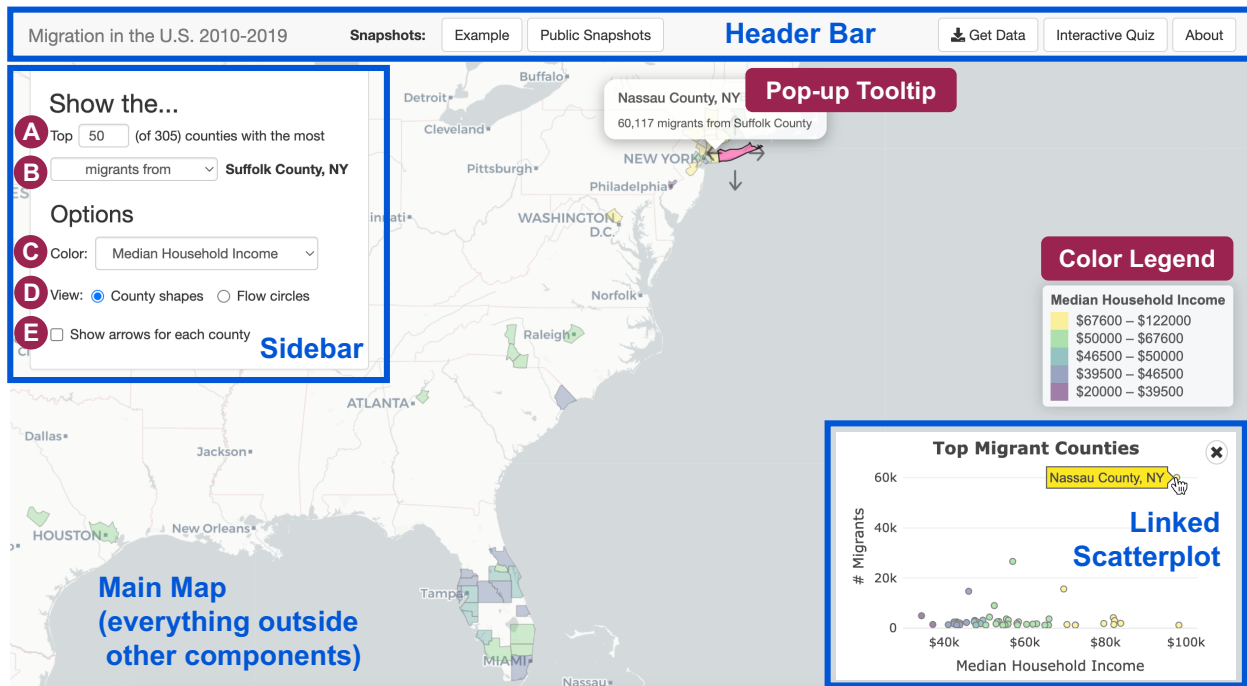 Migration in the U.S. 2010-2019
Snapshots:
Example
Public Snapshots
Header Bar
Get Data
Interactive Quiz
About
Show the...
A
Top 50 (of 305) counties with the most
B
migrants from
Suffolk County, NY
Options
C
Color:
Median Household Income
D
View:
County shapes
Flow circles
E
Show arrows for each county
Sidebar
Buffalo
Detroit
Cleveland
Pittsburgh
NEW YORK
Philadelphia
WASHINGTON,
D.C.
Norfolk
Raleigh
ATLANTA
Dallas
Jackson
HOUSTON
New Orleans
Tampa
MIAMI
Nassau
Nassau County, NY
60,117 migrants from Suffolk County
Pop-up Tooltip
Color Legend
Median Household Income
$67600 – $122000
$50000 – $67600
$46500 – $50000
$39500 – $46500
$20000 – $39500
Main Map
(everything outside
other components)
Top Migrant Counties
Nassau County, NY
Linked
Scatterplot
# Migrants
60k
40k
20k
0
$40k
$60k
$80k
$100k
Median Household Income